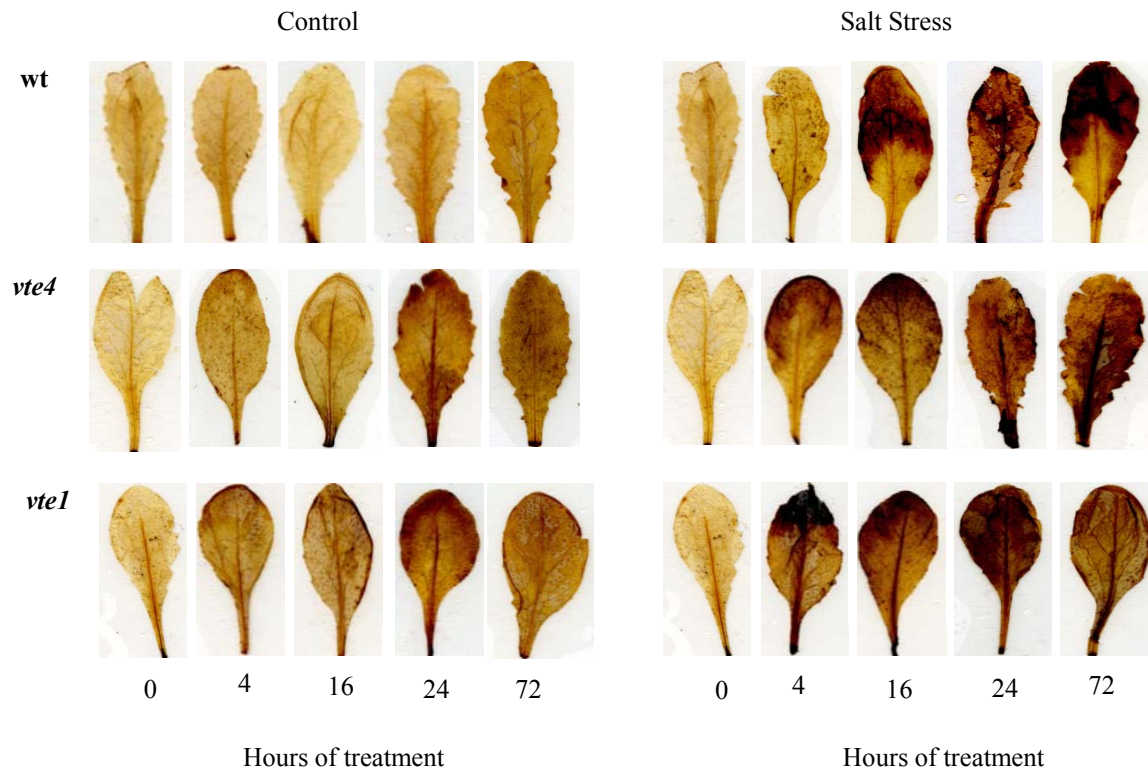 Control
Salt Stress
wt
vte4
vte1
0 4 16 24 72
0 4 16 24 72
Hours of treatment
Hours of treatment